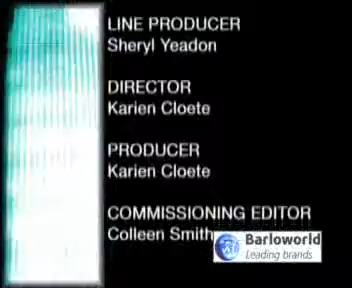 LINE PRODUCER
Sheryl Yeadon
DIRECTOR
Karien Cloete
PRODUCER
Karien Cloete
COMMISSIONING EDITOR
Colleen Smith
Barloworld
Leading brands